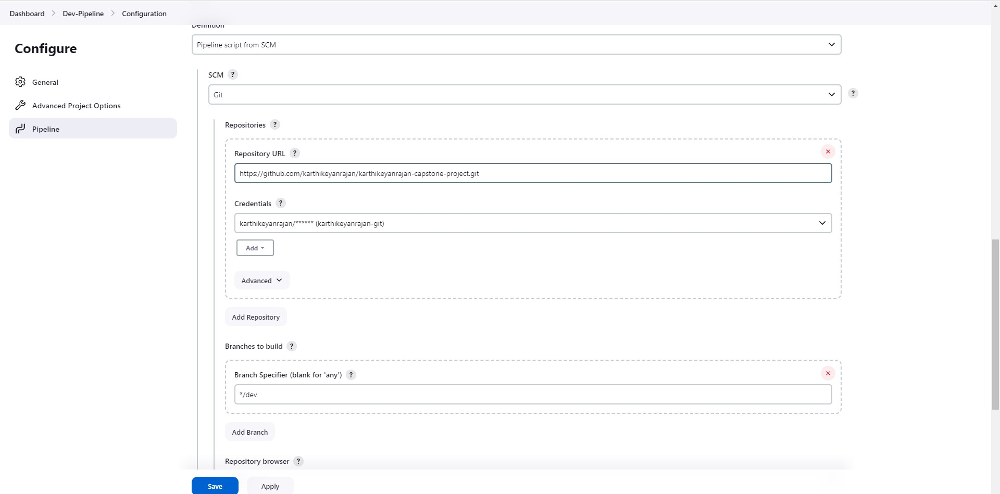 Dashboard > Dev-Pipeline > Configuration
Configure
General
Advanced Project Options
Pipeline
Definition
Pipeline script from SCM
SCM ?
Git
?
Repositories ?
Repository URL ?
https://github.com/karthikeyanrajan/karthikeyanrajan-capstone-project.git
Credentials ?
karthikeyanrajan/****** (karthikeyanrajan-git)
Add
Advanced
Add Repository
Branches to build ?
Branch Specifier (blank for 'any') ?
*/dev
Add Branch
Repository browser ?
Save Apply